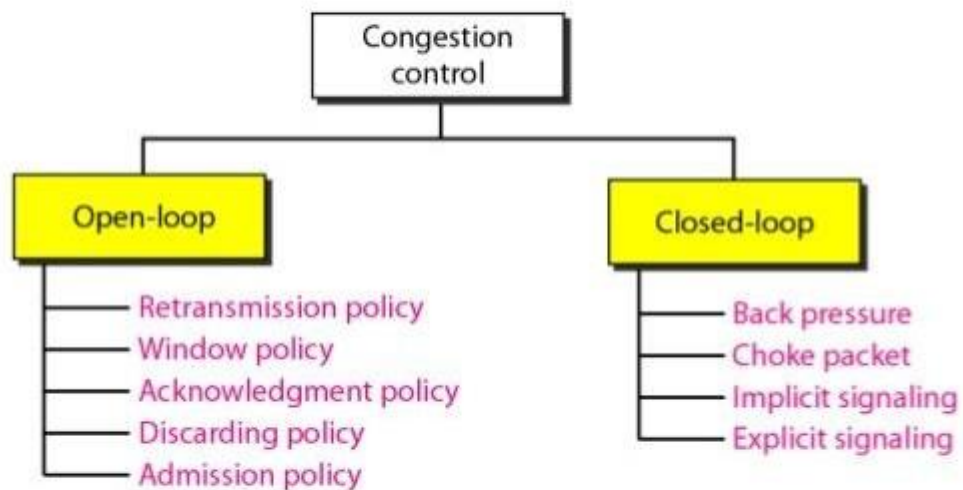 Congestion
control
Open-loop
Retransmission policy
Window policy
Acknowledgment policy
Discarding policy
Admission policy
Closed-loop
Back pressure
Choke packet
Implicit signaling
Explicit signaling